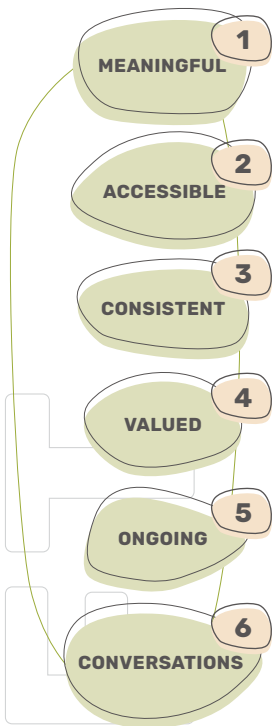 1
MEANINGFUL
2
ACCESSIBLE
3
CONSISTENT
4
VALUED
5
ONGOING
6
CONVERSATIONS